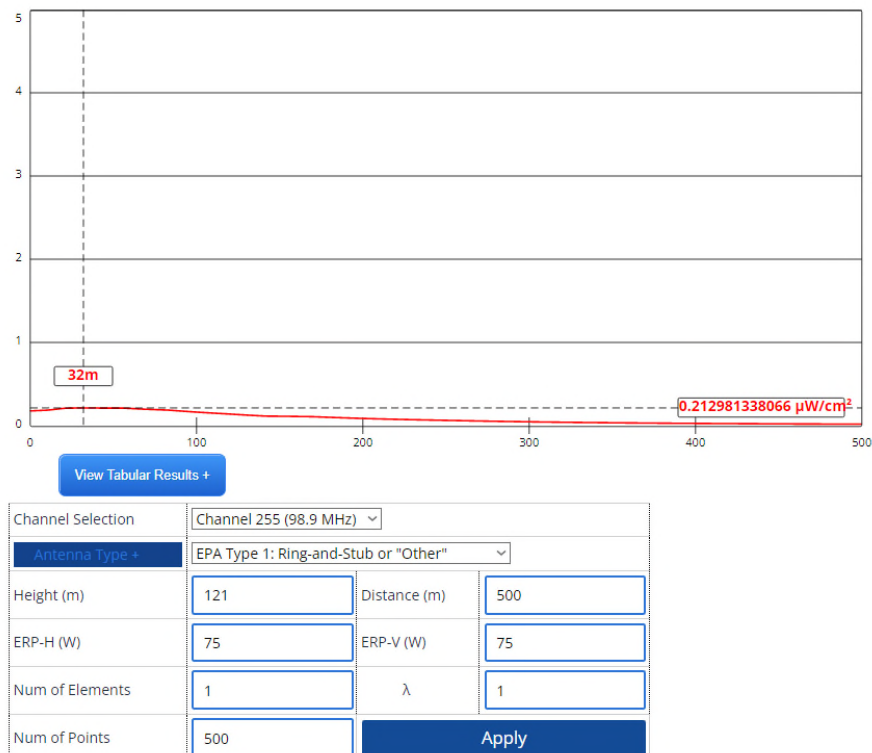 5
4
3
2
1
32m
0.212981338066 µW/cm²
0
0 100 200 300 400 500
View Tabular Results +
Channel Selection Channel 255 (98.9 MHz)
Antenna Type + EPA Type 1: Ring-and-Stub or "Other"
Height (m) 121 Distance (m) 500
ERP-H (W) 75 ERP-V (W) 75
Num of Elements 1 λ 1
Num of Points 500 Apply